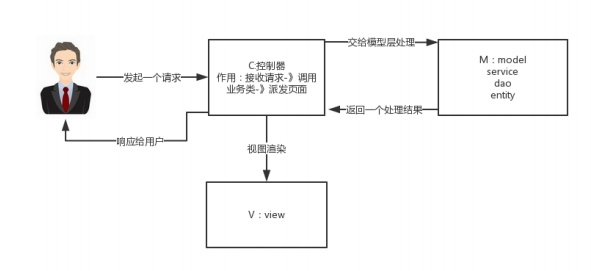 发起一个请求
C:控制器
作用：接收请求-》调用
业务类-》派发页面
交给模型层处理
M：model
service
dao
entity
返回一个处理结果
响应给用户
视图渲染
V：view